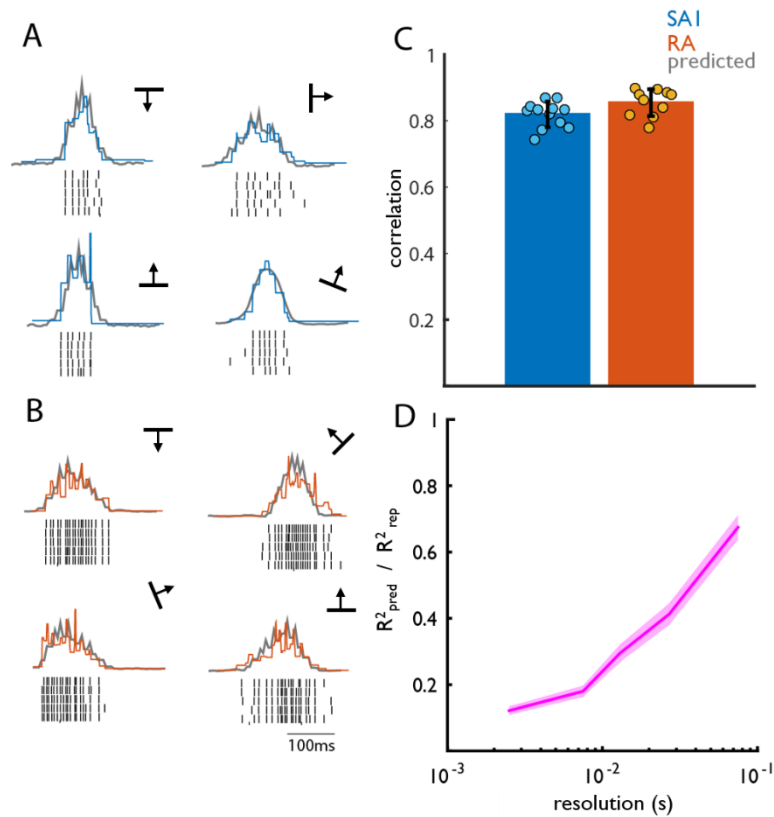 A
B
100ms
C
SA1
RA
predicted
correlation
1
0.8
0.6
0.4
0.2
D
R²pred / R²rep
1
0.8
0.6
0.4
0.2
10⁻³
10⁻²
10⁻¹
resolution (s)